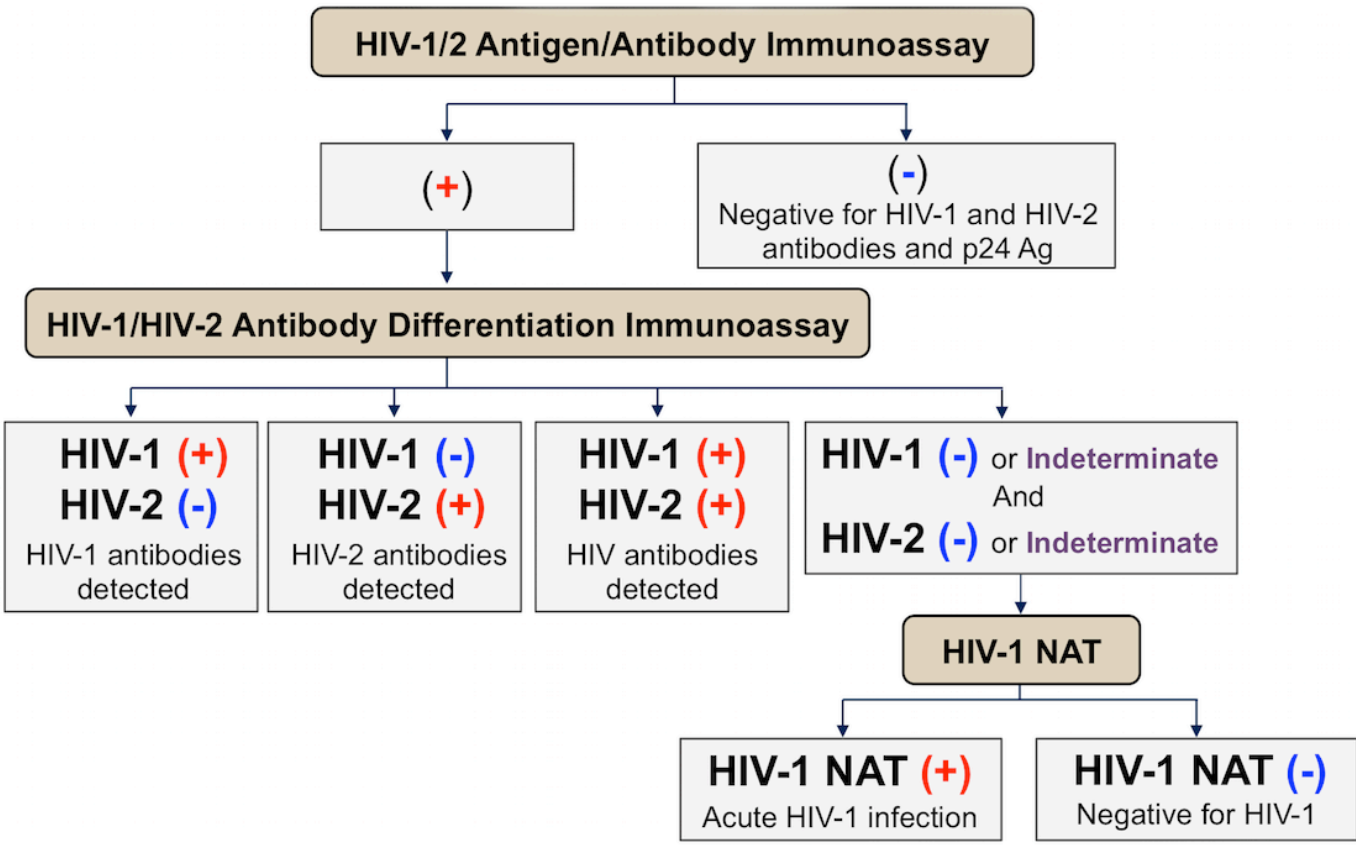 HIV-1/2 Antigen/Antibody Immunoassay
(+)
(-)
Negative for HIV-1 and HIV-2
antibodies and p24 Ag
HIV-1/HIV-2 Antibody Differentiation Immunoassay
HIV-1 (+)
HIV-2 (-)
HIV-1 antibodies
detected
HIV-1 (-)
HIV-2 (+)
HIV-2 antibodies
detected
HIV-1 (+)
HIV-2 (+)
HIV antibodies
detected
HIV-1 (-) or Indeterminate
And
HIV-2 (-) or Indeterminate
HIV-1 NAT
HIV-1 NAT (+)
Acute HIV-1 infection
HIV-1 NAT (-)
Negative for HIV-1